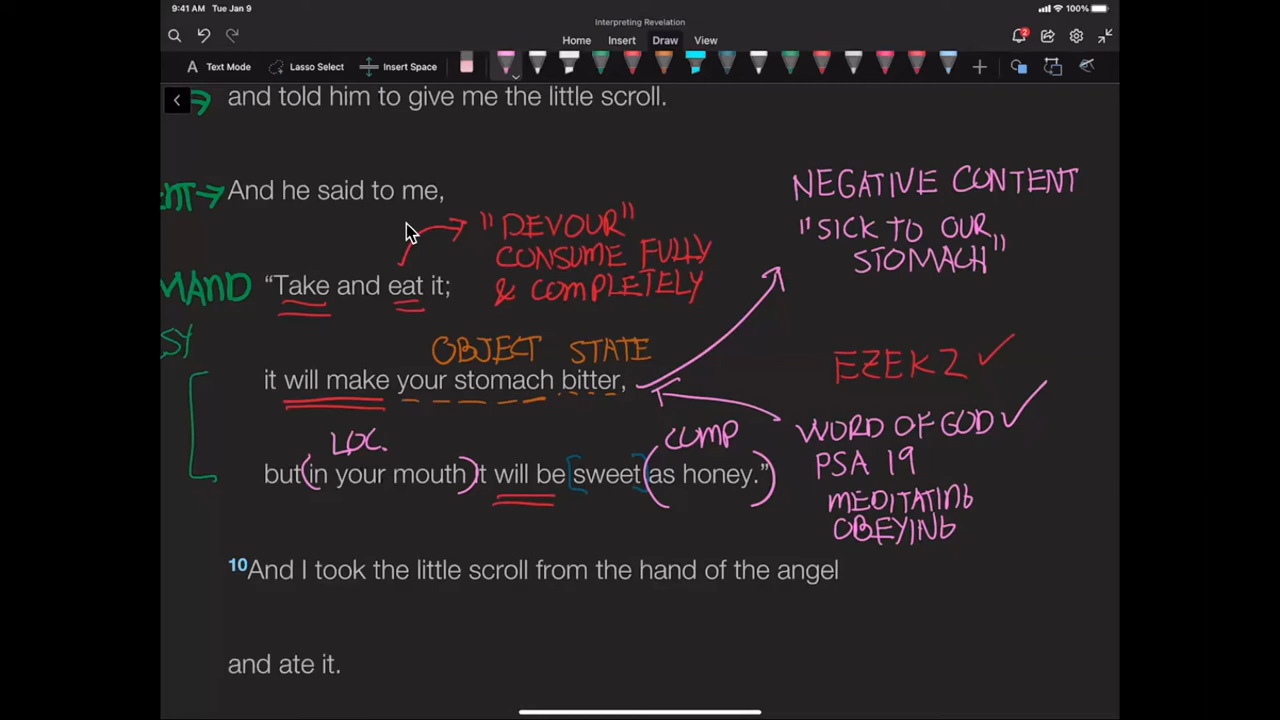 9:41 AM Tue Jan 9
100%
Interpreting Revelation
Home Insert Draw View
2
Text Mode Lasso Select Insert Space
and told him to give me the little scroll.
ENT → And he said to me,
NEGATIVE CONTENT
"SICK TO OUR
STOMACH"
"DEVOUR"
CONSUME FULLY
& COMPLETELY
MAND "Take and eat it;
SY
OBJECT STATE
it will make your stomach bitter,
EZEK 2 ✓
WORD OF GOD ✓
PSA 19
MEDITATING
OBEYING
LOC. COMP
but (in your mouth) it will be [sweet] (as honey.")
10 And I took the little scroll from the hand of the angel
and ate it.